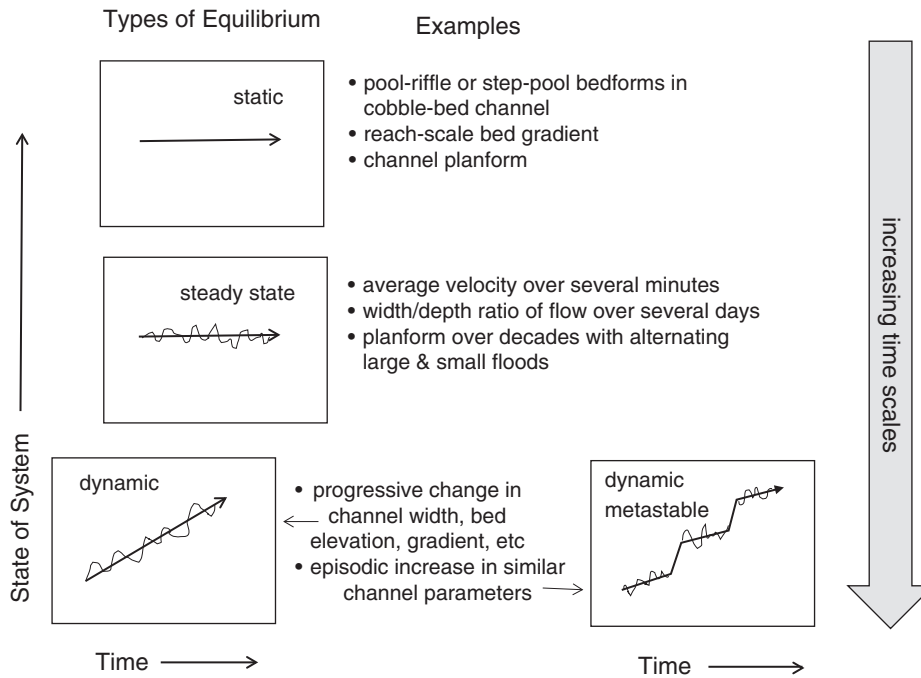 Types of Equilibrium
Examples
static
• pool-riffle or step-pool bedforms in
cobble-bed channel
• reach-scale bed gradient
• channel planform
steady state
• average velocity over several minutes
• width/depth ratio of flow over several days
• planform over decades with alternating
large & small floods
dynamic
• progressive change in
channel width, bed
elevation, gradient, etc
• episodic increase in similar
channel parameters
dynamic
metastable
State of System
increasing time scales
Time
Time